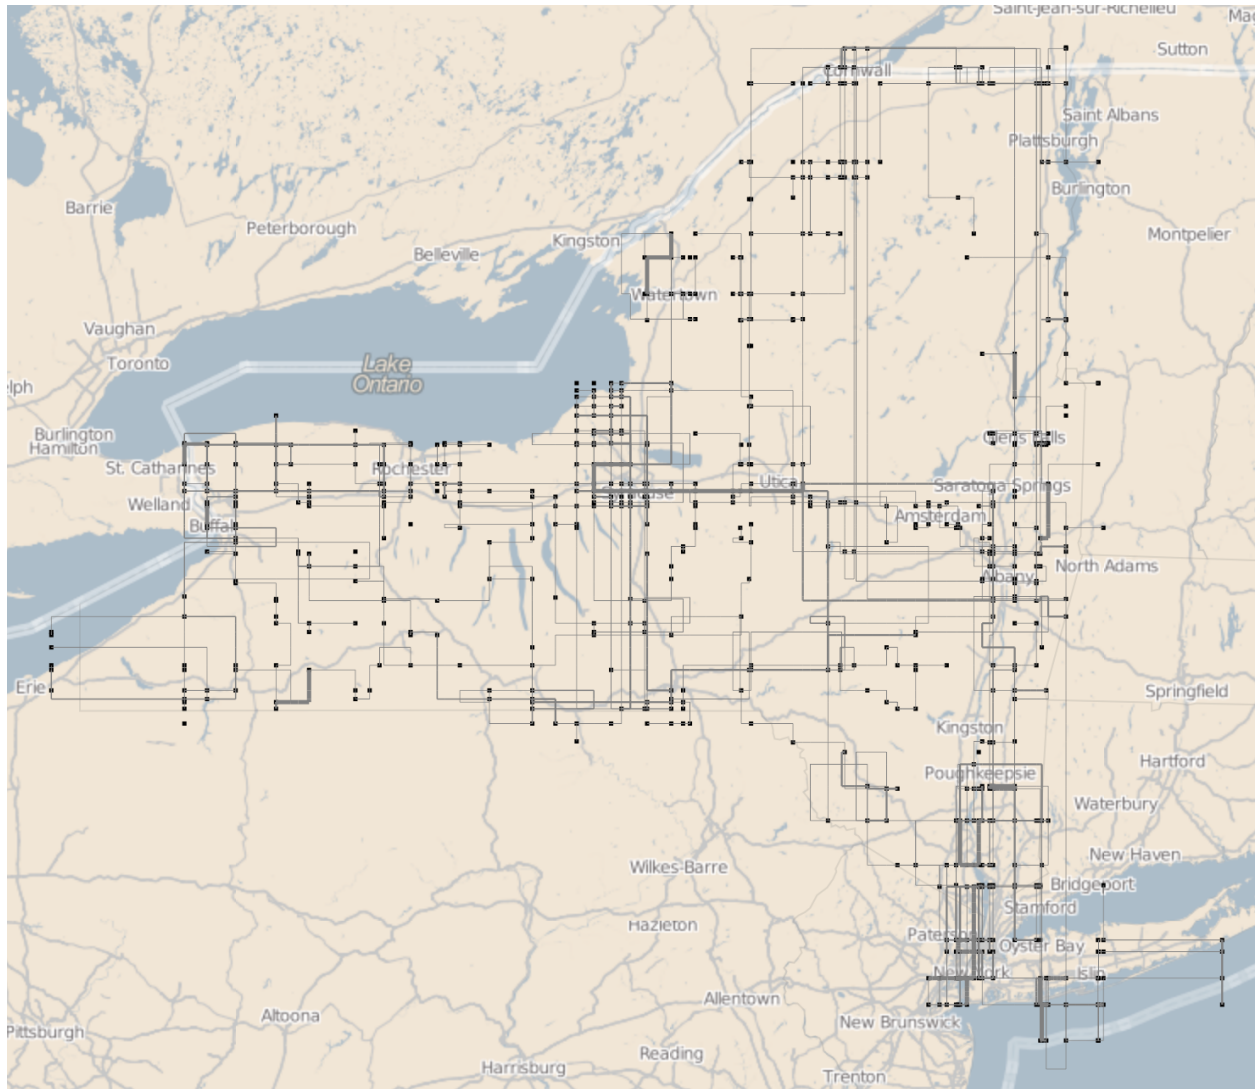 Saint-Jean-sur-Richelieu
Sutton
Cornwall
Saint Albans
Plattsburgh
Burlington
Barrie
Peterborough
Montpelier
Kingston
Belleville
Watertown
Vaughan
Toronto
Lake
Ontario
Burlington
Hamilton
Glens Falls
St. Catharines
Rochester
Utica
Saratoga Springs
Welland
Amsterdam
North Adams
Albany
Erie
Springfield
Kingston
Hartford
Poughkeepsie
Waterbury
New Haven
Wilkes-Barre
Bridgeport
Stamford
Hazleton
Oyster Bay
New York
Islip
Allentown
Altoona
New Brunswick
Pittsburgh
Reading
Harrisburg
Trenton